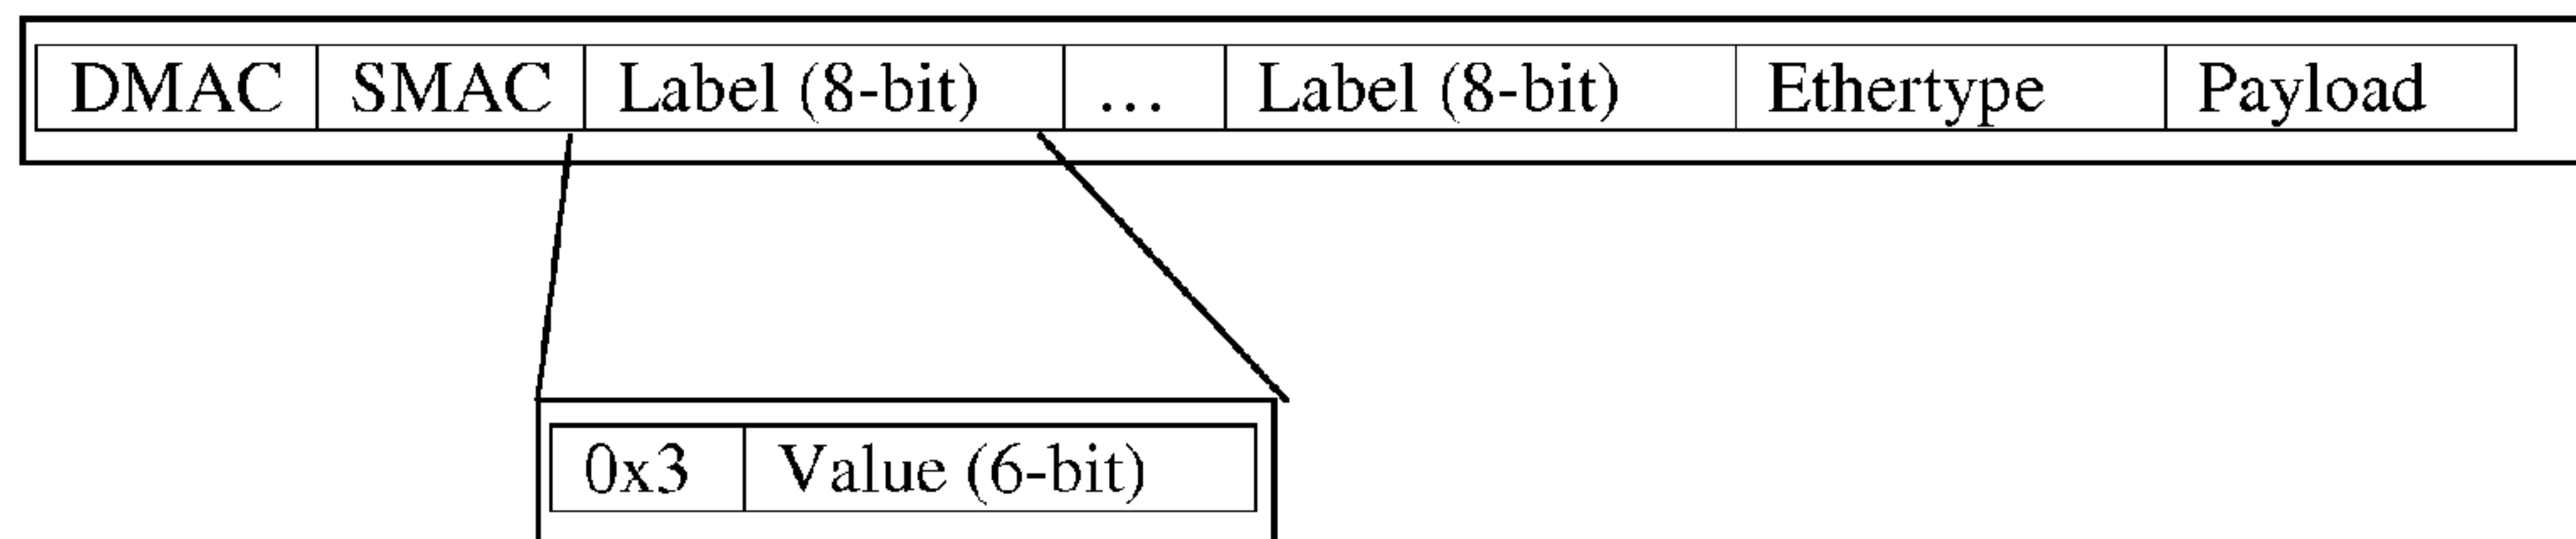 DMAC SMAC Label (8-bit) ... Label (8-bit) Ethertype Payload
0x3 Value (6-bit)